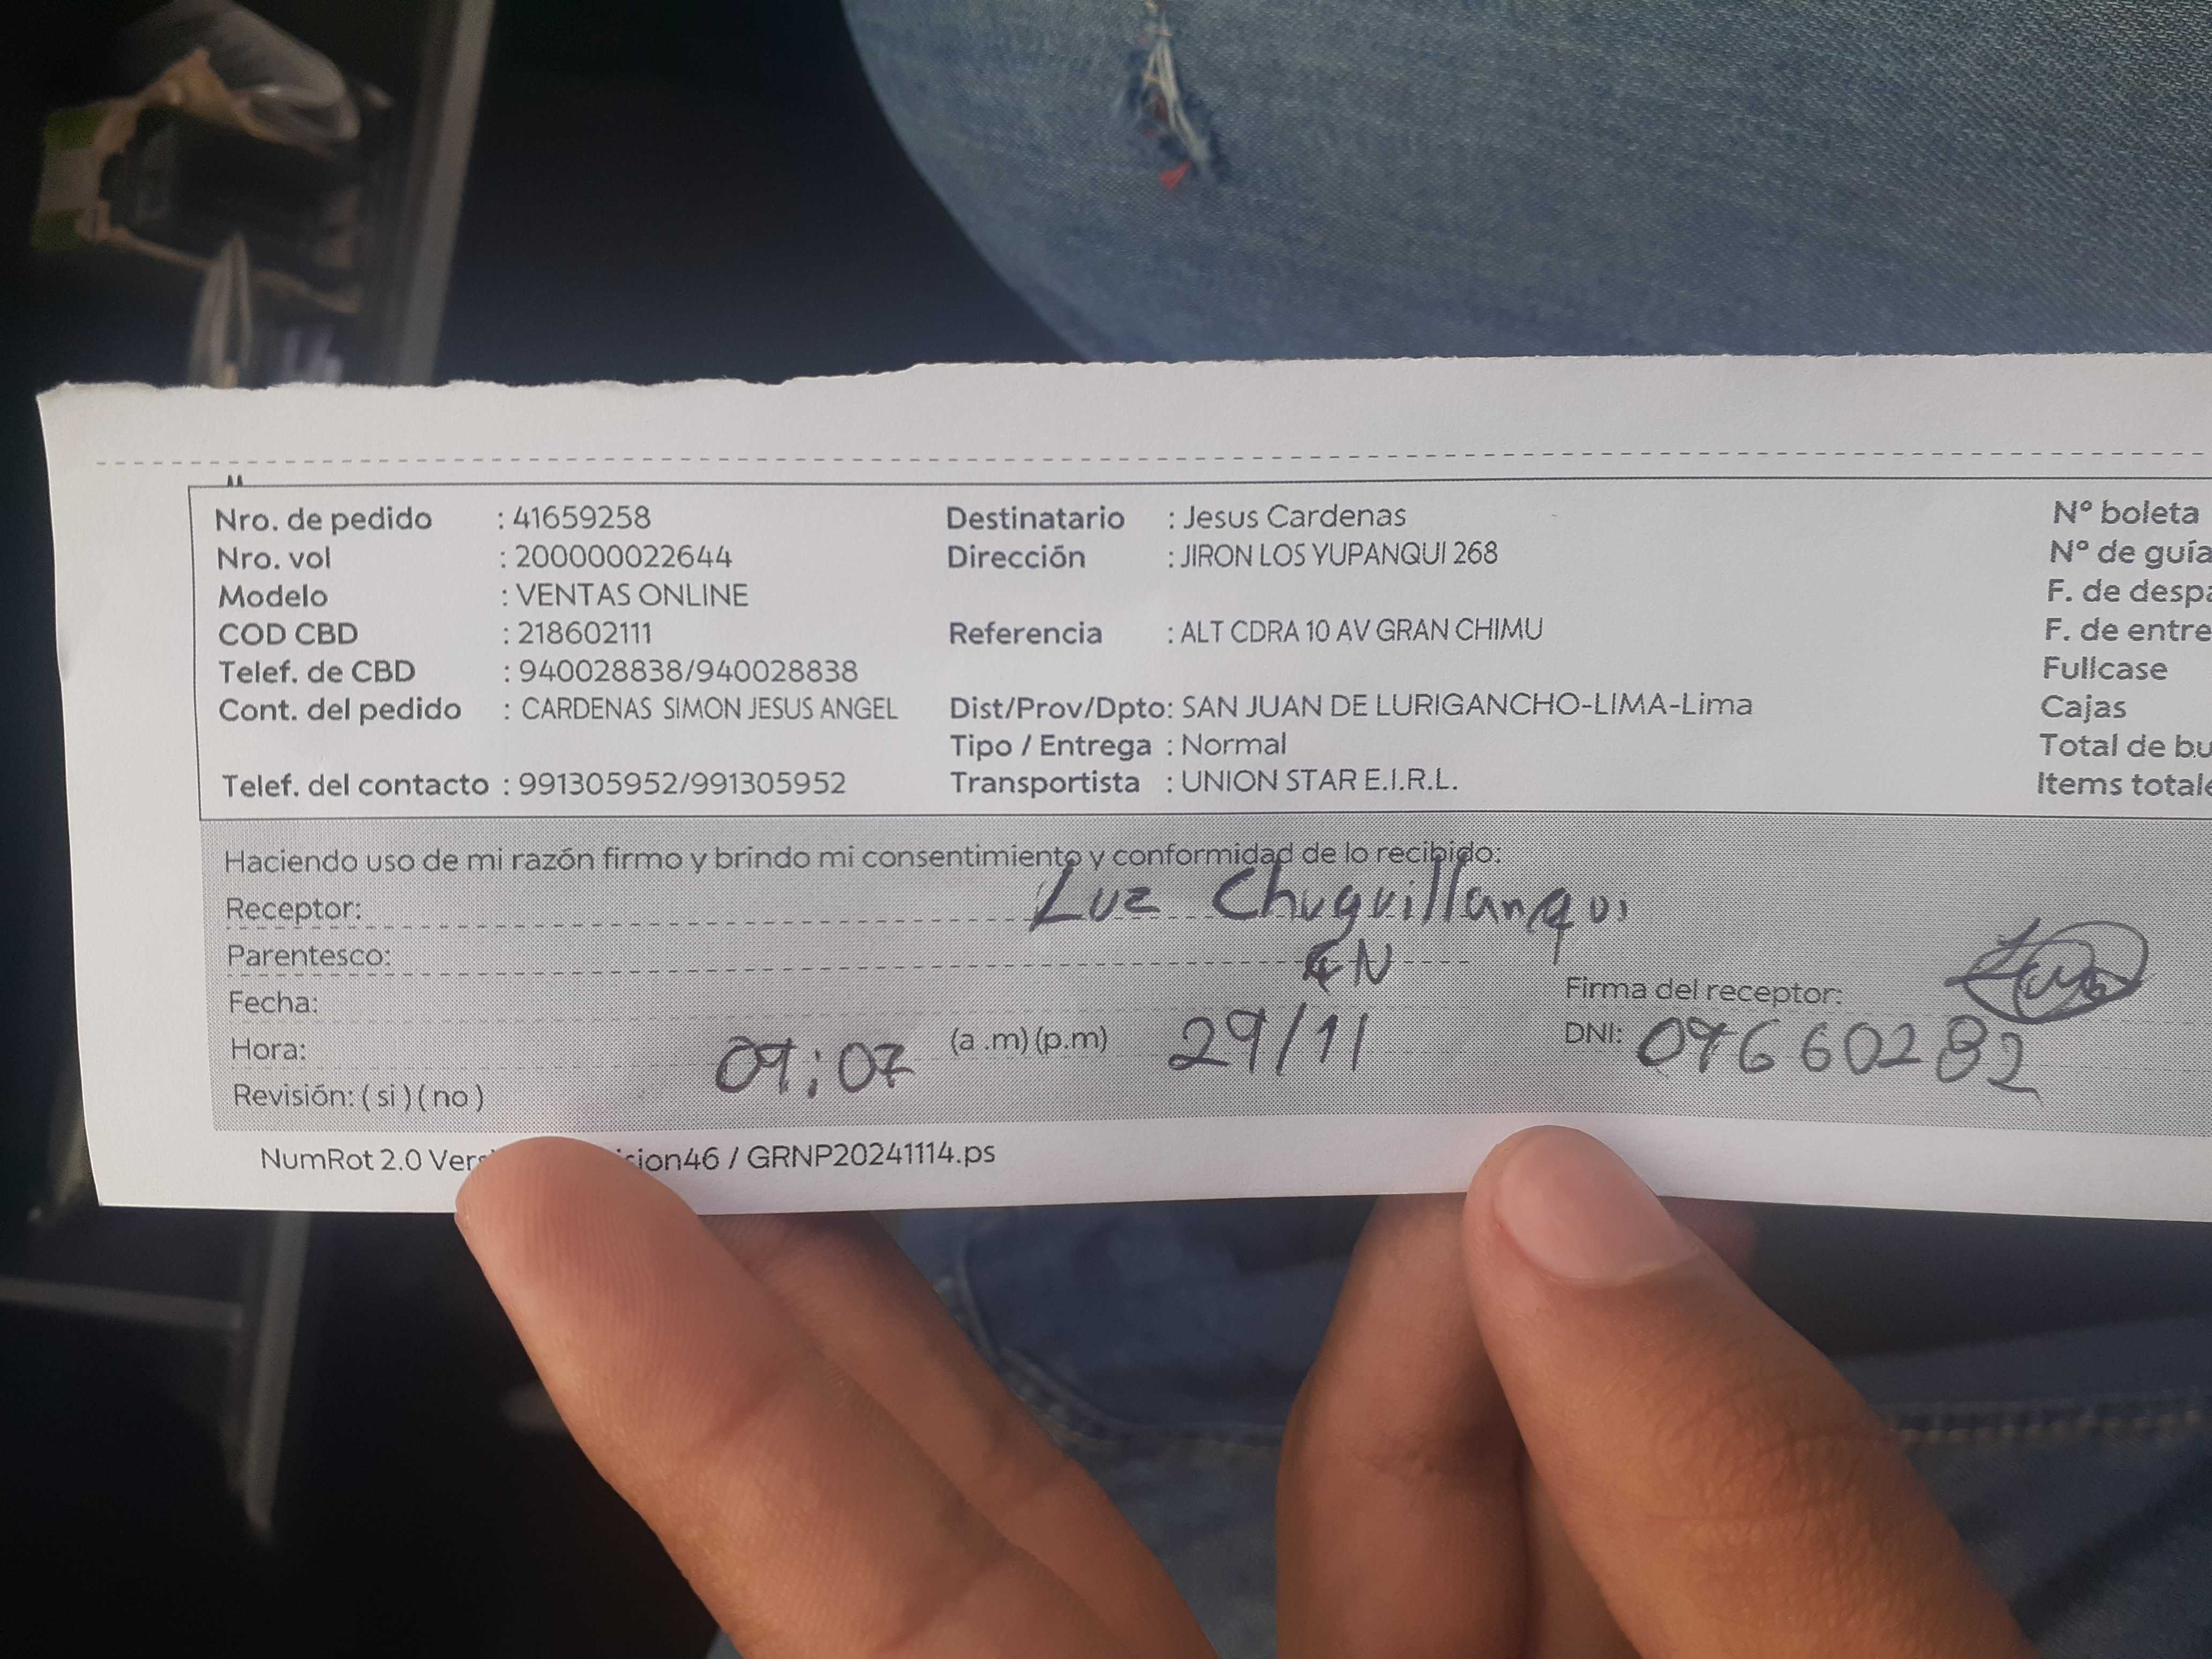 Nro. de pedido : 41659258
Nro. vol : 200000022644
Modelo : VENTAS ONLINE
COD CBD : 218602111
Telef. de CBD : 940028838/940028838
Cont. del pedido : CARDENAS SIMON JESUS ANGEL
Telef. del contacto : 991305952/991305952
Destinatario : Jesus Cardenas
Dirección : JIRON LOS YUPANQUI 268
Referencia : ALT CDRA 10 AV GRAN CHIMU
Dist/Prov/Dpto: SAN JUAN DE LURIGANCHO-LIMA-Lima
Tipo / Entrega : Normal
Transportista : UNION STAR E.I.R.L.
N° boleta
N° de guía
F. de
F. de
Fullcase
Cajas
Total de
Items
Haciendo uso de mi razón firmo y brindo mi consentimiento y conformidad de lo recibido:
Receptor: Luz Chuquillanqui
Parentesco:
Fecha: 29/11
Hora: 09:07 (a .m) (p.m)
Revisión: ( si ) ( no )
Firma del receptor:
DNI:
NumRot 2.0 / GRNP20241114.ps